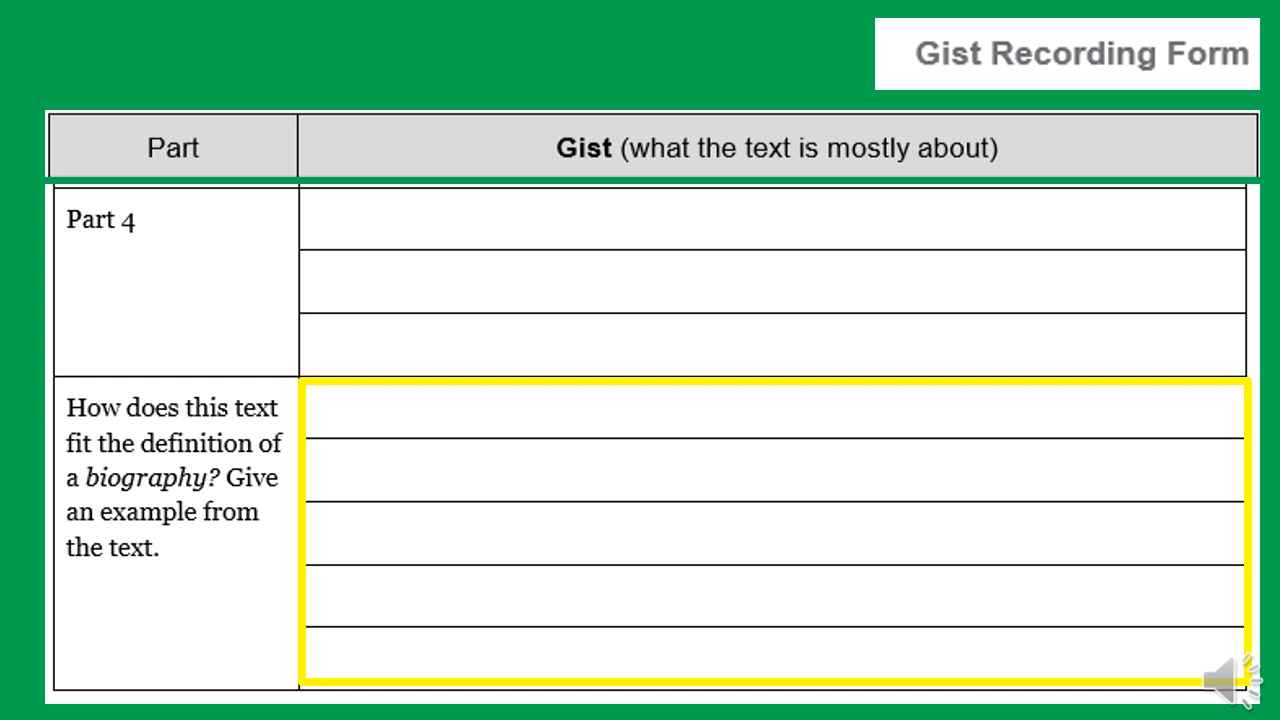 Gist Recording Form
Part
Gist (what the text is mostly about)
Part 4
How does this text
fit the definition of
a biography? Give
an example from
the text.